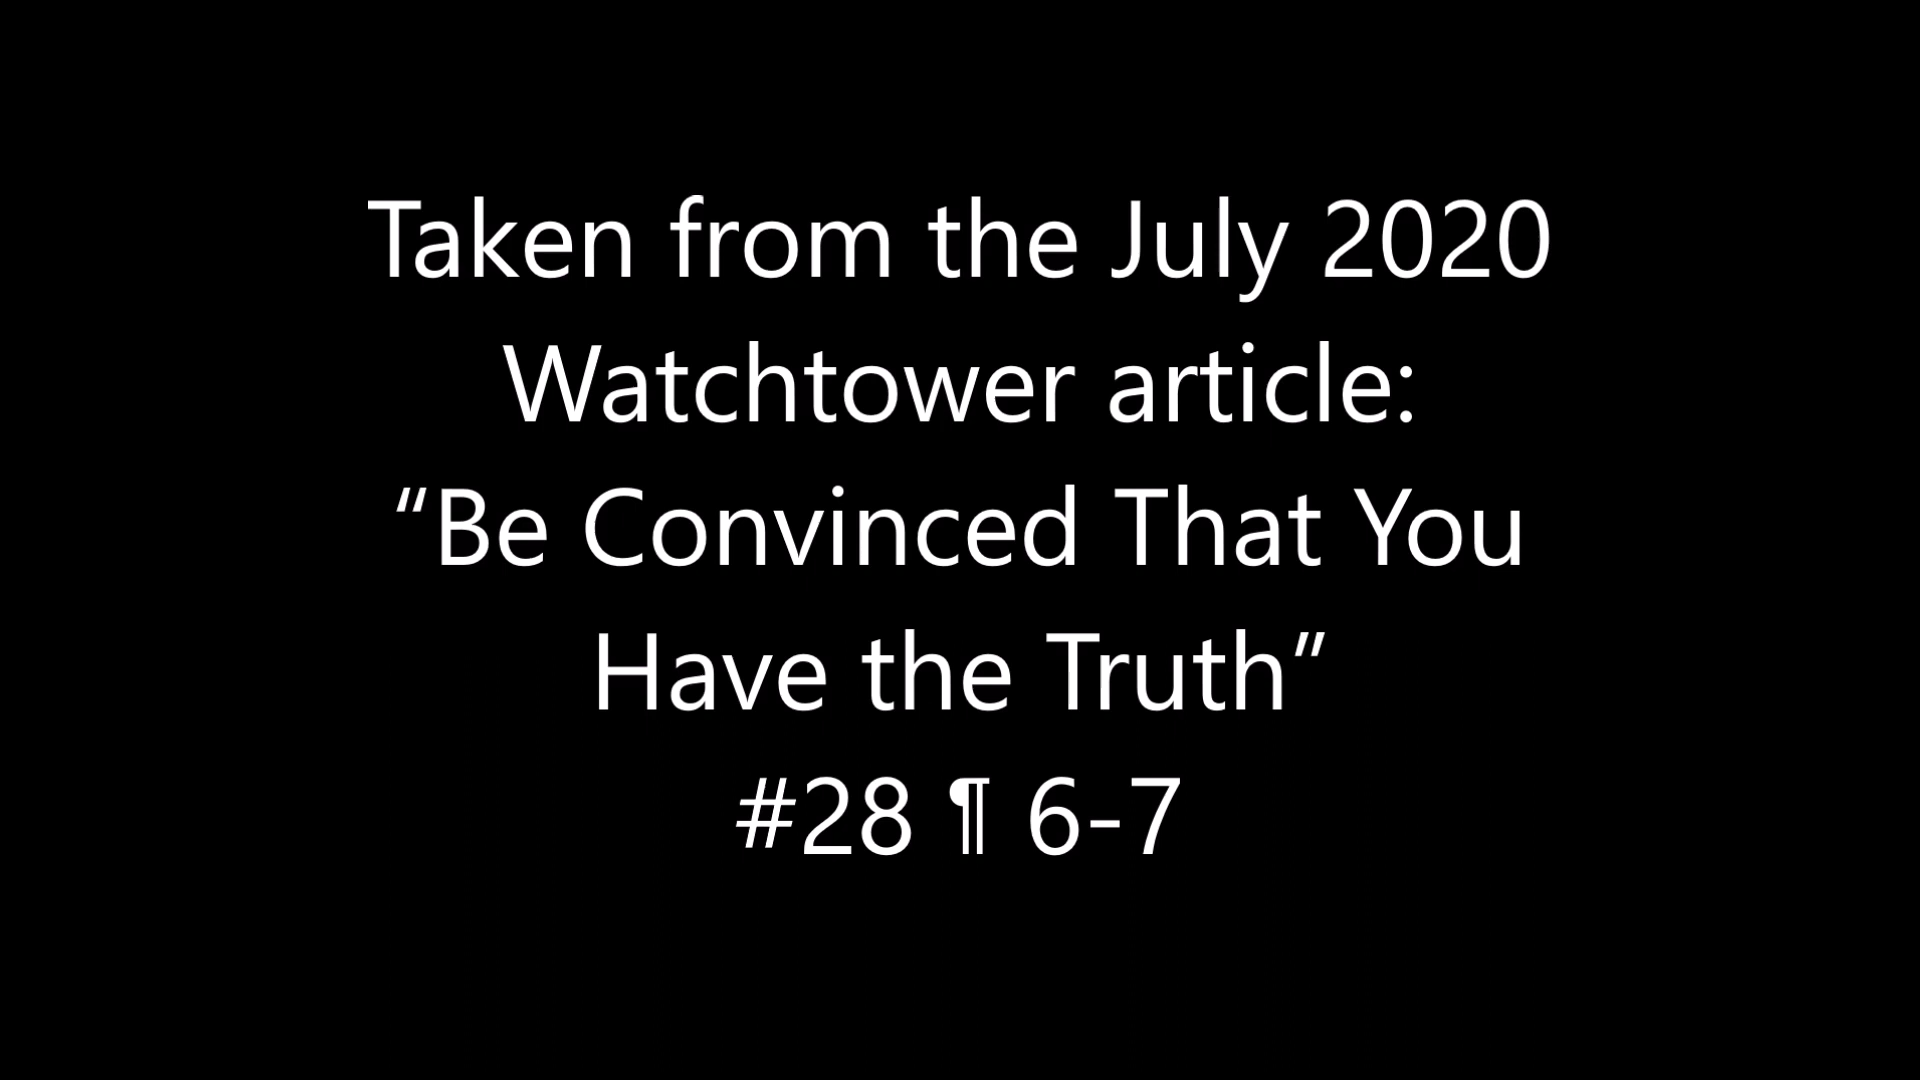 Taken from the July 2020
Watchtower article:
“Be Convinced That You
Have the Truth”
#28 ¶ 6-7